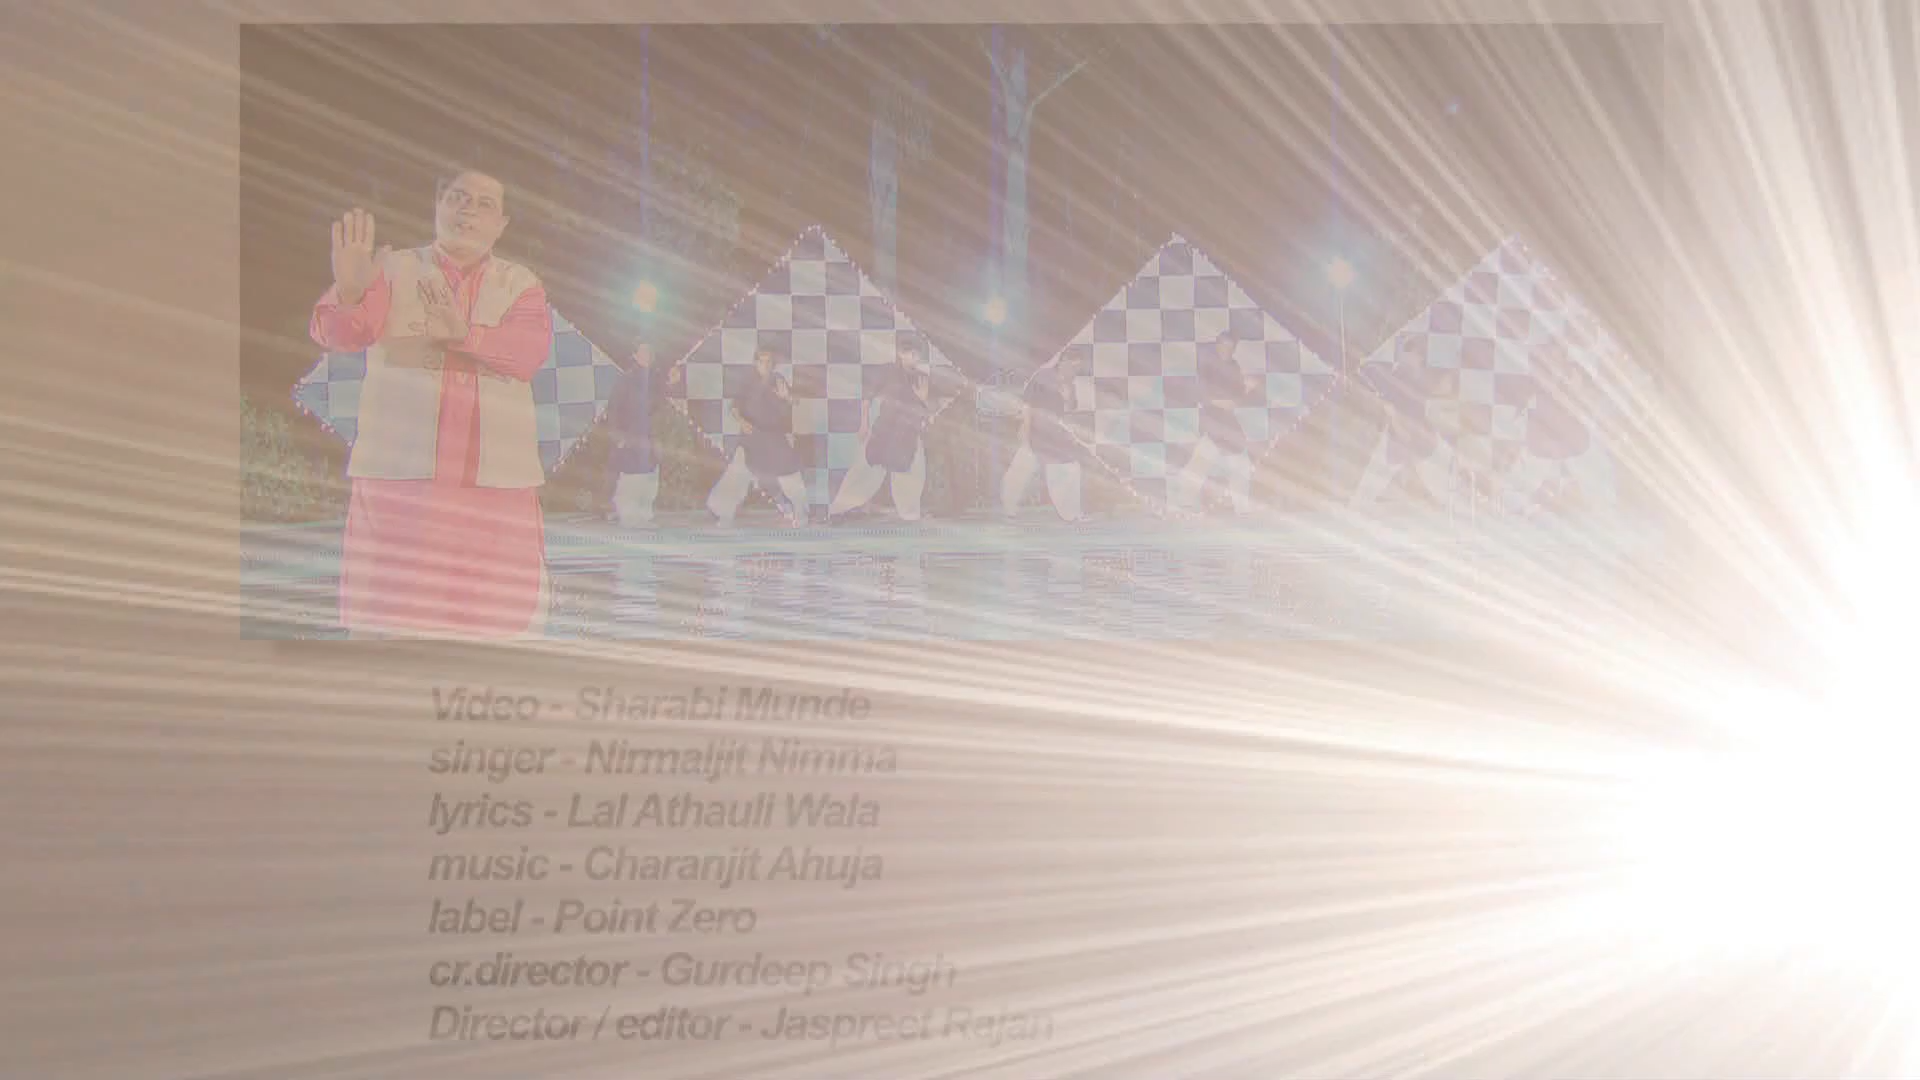 Video - Sharabi Munde
singer - Nirmaljit Nimma
lyrics - Lal Athauli Wala
music - Charanjit Ahuja
label - Point Zero
cr.director - Gurdeep Singh
Director / editor - Jaspreet Rajan